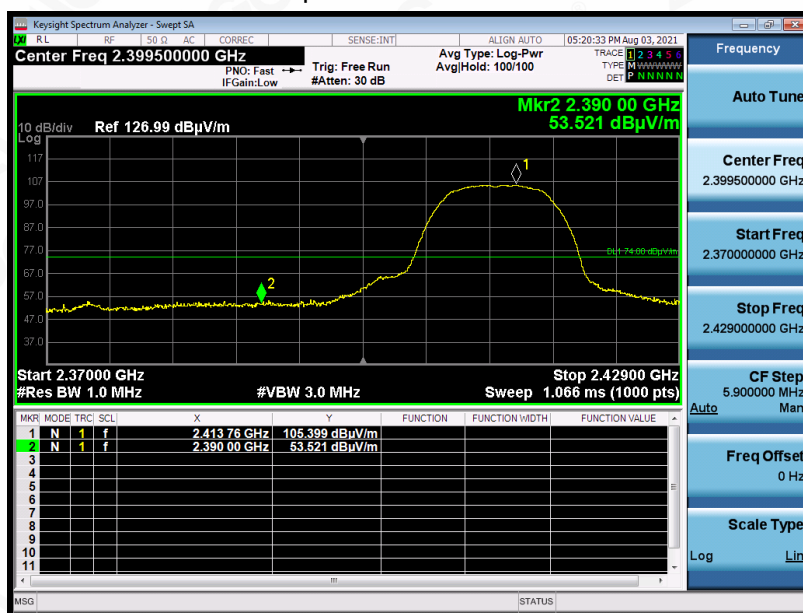 Keysight Spectrum Analyzer - Swept SA
LXI RL RF 50 Ω AC CORREC SENSE:INT ALIGN AUTO 05:20:33 PM Aug 03, 2021
Center Freq 2.399500000 GHz
PNO: Fast
IFGain:Low
Trig: Free Run
#Atten: 30 dB
Avg Type: Log-Pwr
Avg|Hold: 100/100
TRACE 1 2 3 4 5 6
TYPE M WWWWW
DET P N N N N N
Mkr2 2.390 00 GHz
53.521 dBµV/m
10 dB/div Ref 126.99 dBµV/m
Log
117
107
97.0
87.0
77.0
67.0
57.0
47.0
37.0
1
2
DL1 74.00 dBµV/m
Start 2.37000 GHz Stop 2.42900 GHz
#Res BW 1.0 MHz #VBW 3.0 MHz Sweep 1.066 ms (1000 pts)
MKR MODE TRC SCL X Y FUNCTION FUNCTION WIDTH FUNCTION VALUE
1 N 1 f 2.413 76 GHz 105.399 dBµV/m
2 N 1 f 2.390 00 GHz 53.521 dBµV/m
3
4
5
6
7
8
9
10
11
MSG STATUS
Frequency
Auto Tune
Center Freq
2.399500000 GHz
Start Freq
2.370000000 GHz
Stop Freq
2.429000000 GHz
CF Step
5.900000 MHz
Auto Man
Freq Offset
0 Hz
Scale Type
Log Lin